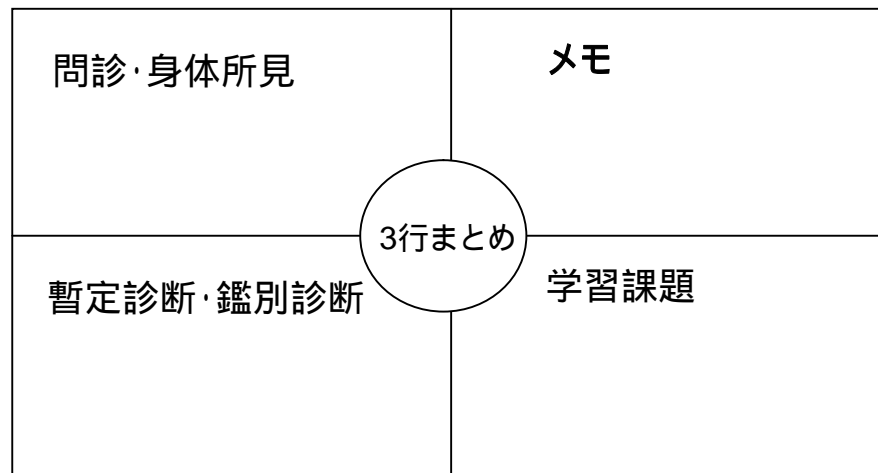 問診・身体所見
メモ
3行まとめ
暫定診断・鑑別診断
学習課題